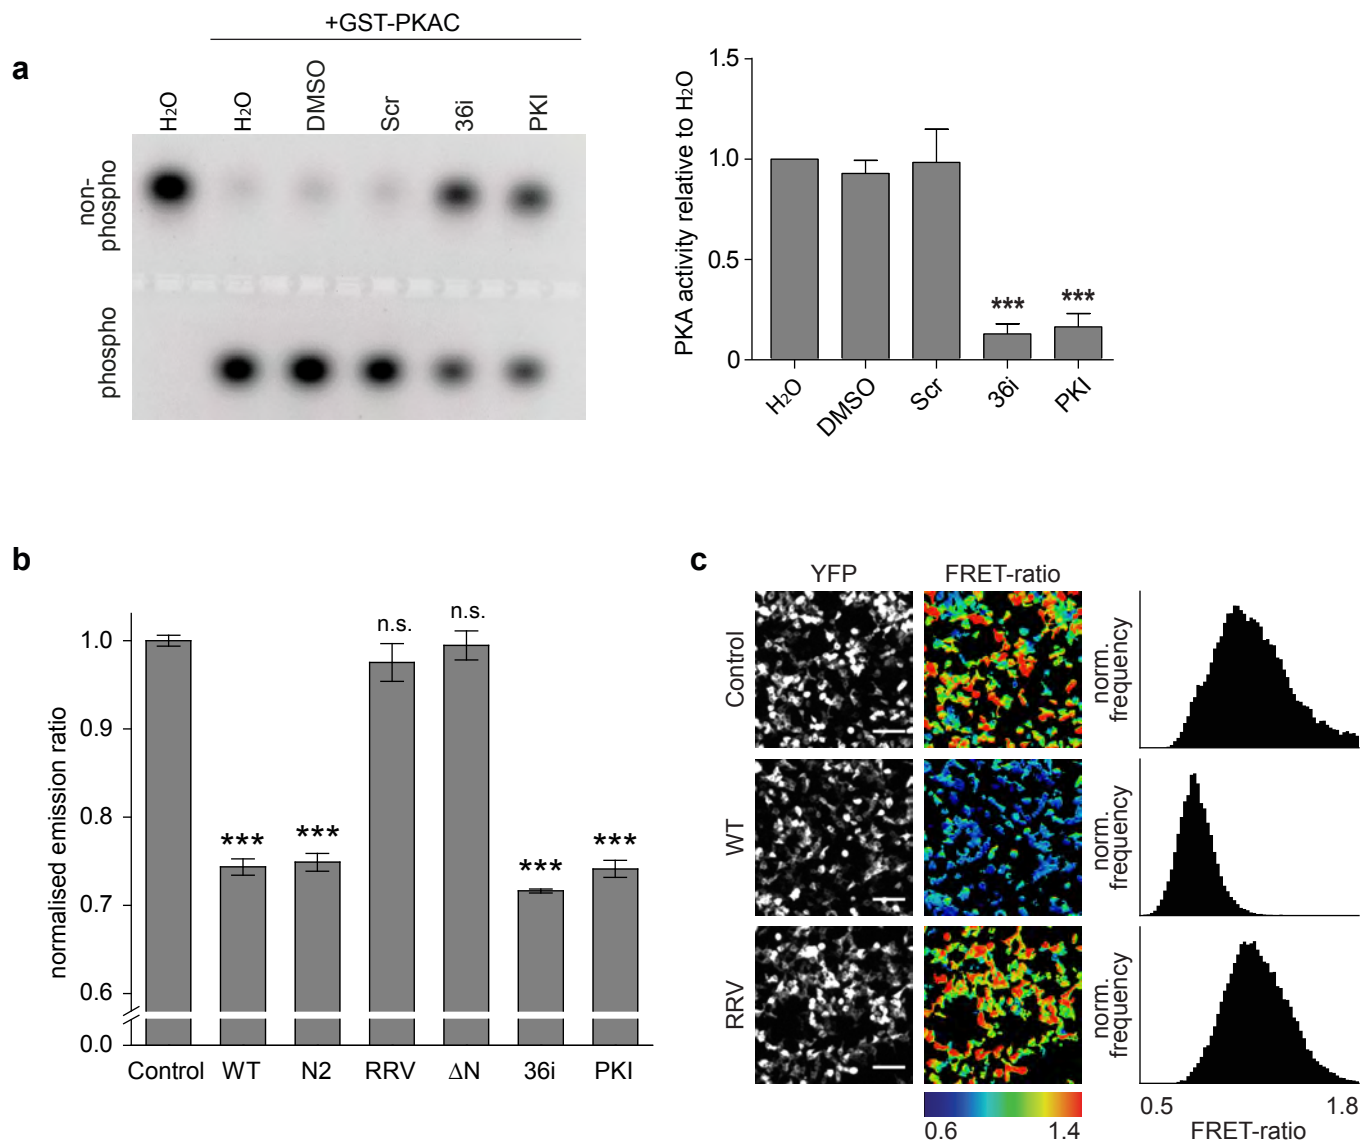 a
+GST-PKAC
H₂O
H₂O
DMSO
Scr
36i
PKI
non-
phospho
phospho
PKA activity relative to H₂O
1.5
1.0
0.5
0
***
***
H₂O
DMSO
Scr
36i
PKI
b
normalised emission ratio
1.0
0.9
0.8
0.7
0.6
0.0
***
***
n.s.
n.s.
***
***
Control
WT
N2
RRV
ΔN
36i
PKI
c
YFP
FRET-ratio
Control
norm.
frequency
WT
norm.
frequency
RRV
norm.
frequency
0.6
1.4
0.5
1.8
FRET-ratio